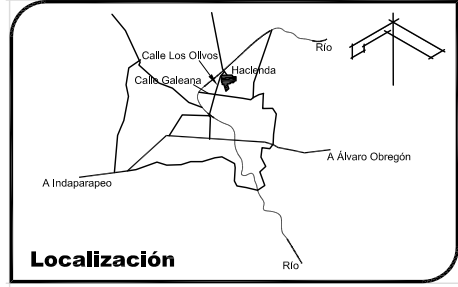 Calle Los Olivos
Río
Hacienda
Calle Galeana
A Álvaro Obregón
A Indaparapeo
Localización
Río